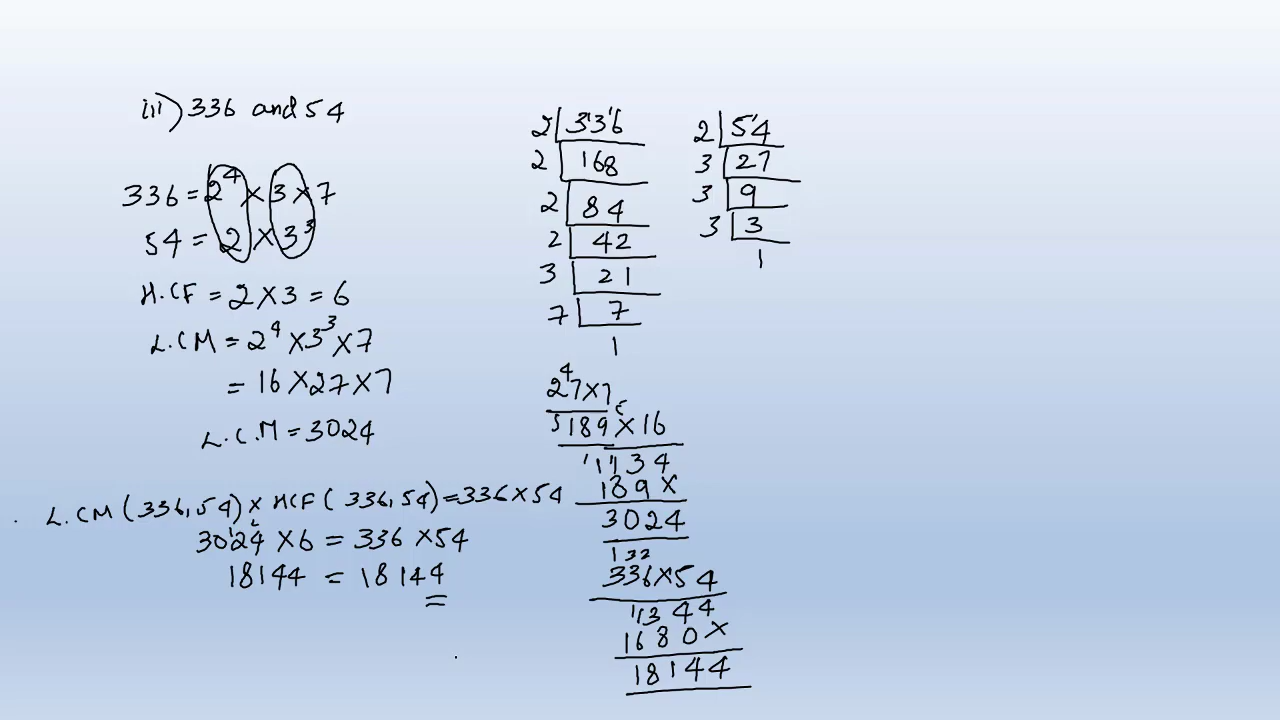 iii) 336 and 54
336 = 2⁴ × 3 × 7
54 = 2 × 3³
H.CF = 2 × 3 = 6
L.CM = 2⁴ × 3³ × 7
= 16 × 27 × 7
L.C.M = 3024
L.CM (336, 54) × HCF (336, 54) = 336 × 54
3024 × 6 = 336 × 54
18144 = 18144
2 | 336
2 | 168
2 | 84
2 | 42
3 | 21
7 | 7
1
2 | 54
3 | 27
3 | 9
3 | 3
1
27 × 7
189 × 16
1134
189 ×
3024
336 × 54
1344
1680 ×
18144